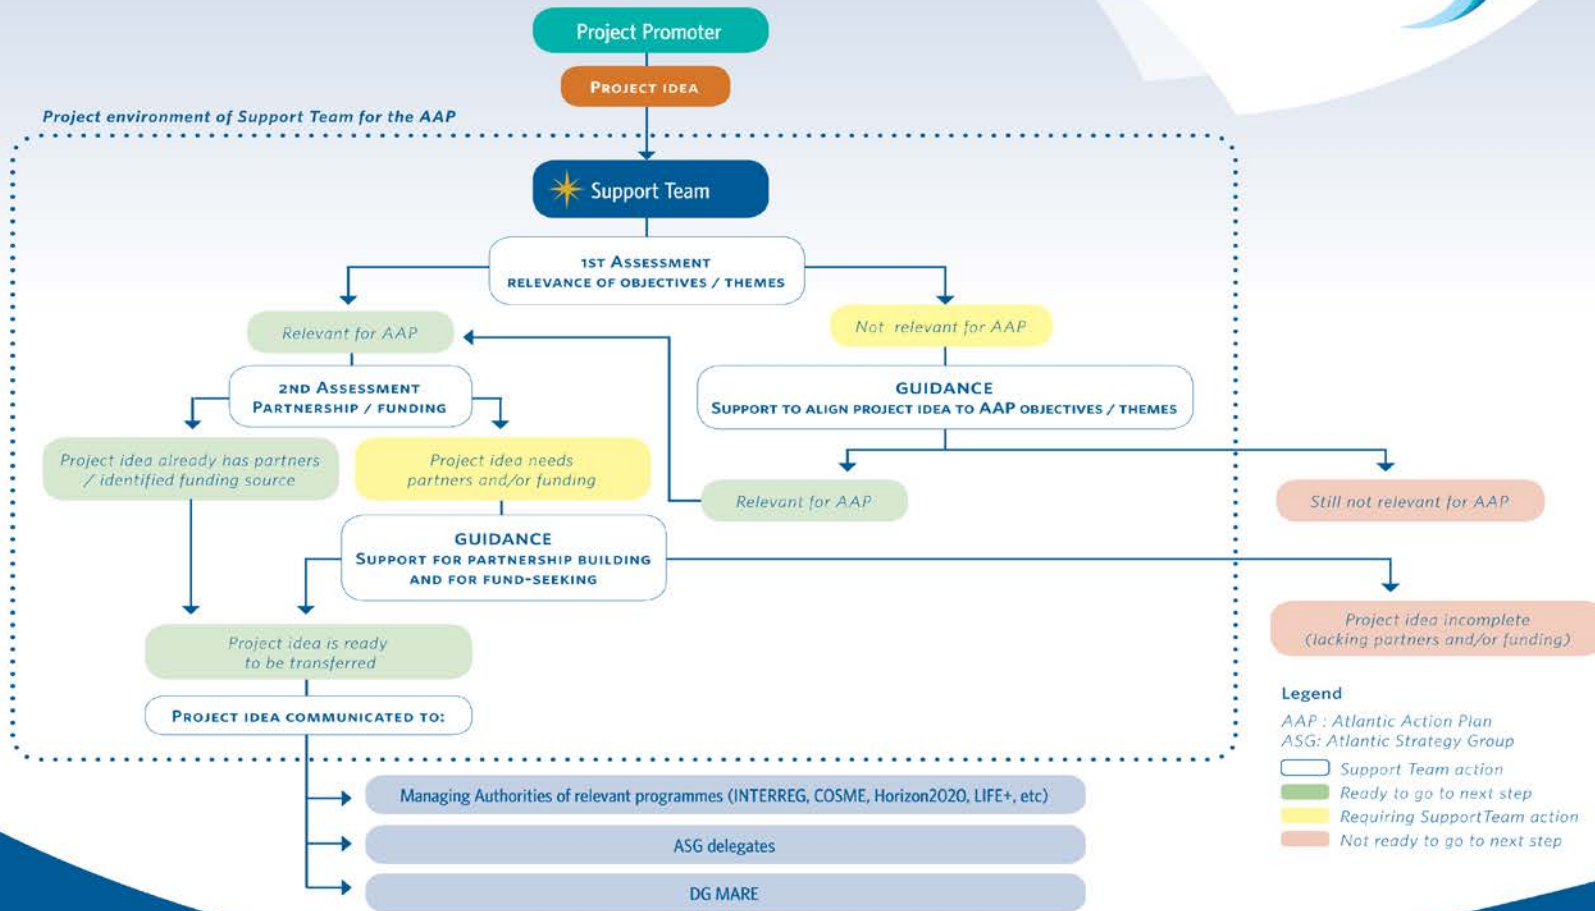 Project Promoter
PROJECT IDEA
Project environment of Support Team for the AAP
Support Team
1ST ASSESSMENT
RELEVANCE OF OBJECTIVES / THEMES
Relevant for AAP
Not relevant for AAP
2ND ASSESSMENT
PARTNERSHIP / FUNDING
GUIDANCE
SUPPORT TO ALIGN PROJECT IDEA TO AAP OBJECTIVES / THEMES
Project idea already has partners
/ identified funding source
Project idea needs
partners and/or funding
Relevant for AAP
Still not relevant for AAP
GUIDANCE
SUPPORT FOR PARTNERSHIP BUILDING
AND FOR FUND-SEEKING
Project idea is ready
to be transferred
Project idea incomplete
(lacking partners and/or funding)
PROJECT IDEA COMMUNICATED TO:
Managing Authorities of relevant programmes (INTERREG, COSME, Horizon2020, LIFE+, etc)
ASG delegates
DG MARE
Legend
AAP : Atlantic Action Plan
ASG: Atlantic Strategy Group
Support Team action
Ready to go to next step
Requiring SupportTeam action
Not ready to go to next step